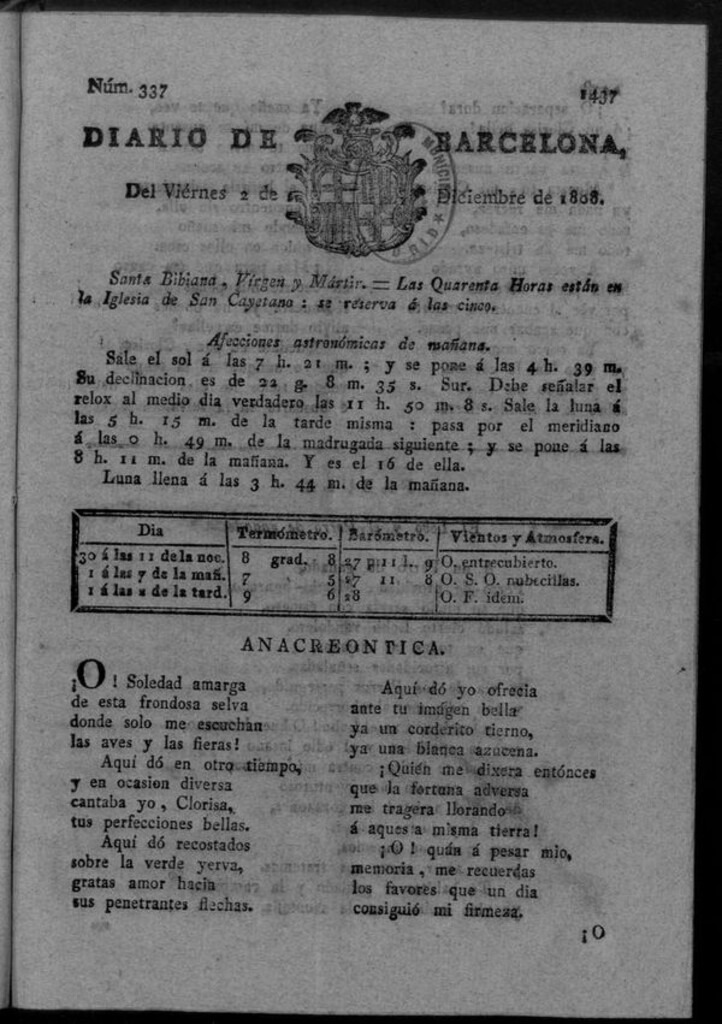 Núm. 337
1437
DIARIO DE BARCELONA,
Del Viérnes 2 de Diciembre de 1808.
Santa Bibiana, Vírgen y Mártir. = Las Quarenta Horas están en
la Iglesia de San Cayetano : se reserva á las cinco.
Afecciones astronómicas de mañana.
Sale el sol á las 7 h. 21 m. ; y se pone á las 4 h. 39 m.
Su declinacion es de 22 g. 8 m. 35 s. Sur. Debe señalar el
relox al medio dia verdadero las 11 h. 50 m. 8 s. Sale la luna á
las 5 h. 15 m. de la tarde misma : pasa por el meridiano
á las 0 h. 49 m. de la madrugada siguiente ; y se pone á las
8 h. 11 m. de la mañana. Y es el 16 de ella.
Luna llena á las 3 h. 44 m. de la mañana.
Dia Termómetro. Barómetro. Vientos y Atmosfera.
30 á las 11 de la noc. 8 grad. 8 27 p. 11 l. 9 O. entrecubierto.
1 á las 7 de la mañ. 7 5 27 11 8 O. S. O. nubecillas.
1 á las 2 de la tard. 9 6 28 O. F. idem.
ANACREONTICA.
¡O! Soledad amarga
de esta frondosa selva
donde solo me escuchan
las aves y las fieras!
Aquí dó en otro tiempo,
y en ocasion diversa
cantaba yo, Clorisa,
tus perfecciones bellas.
Aquí dó recostados
sobre la verde yerva,
gratas amor hacia
sus penetrantes flechas.
Aquí dó yo ofrecia
ante tu imágen bella
ya un corderito tierno,
ya una blanca azucena.
¡Quién me dixera entónces
que la fortuna adversa
me tragera llorando
á aquesa misma tierra!
¡O! quán á pesar mio,
memoria, me recuerdas
los favores que un dia
consiguió mi firmeza.
¡O